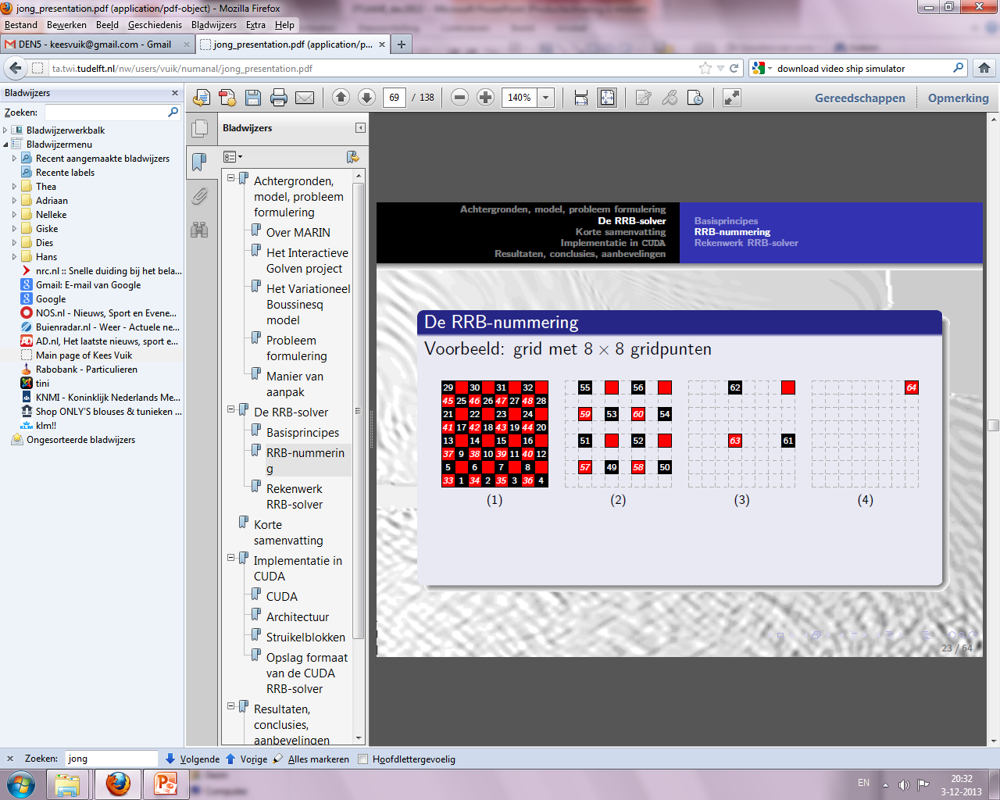 jong_presentation.pdf (application/pdf-object) - Mozilla Firefox
Bestand Bewerken Beeld Geschiedenis Bladwijzers Extra Help
DEN5 - keesvuik@gmail.com - Gmail
jong_presentation.pdf (application/p...
ta.twi.tudelft.nl/nw/users/vuik/numanal/jong_presentation.pdf
download video ship simulator
Bladwijzers
Zoeken:
Bladwijzerwerkbalk
Bladwijzermenu
Recent aangemaakte bladwijzers
Recente labels
Thea
Adriaan
Nelleke
Giske
Dies
Hans
nrc.nl :: Snelle duiding bij het bela...
Gmail: E-mail van Google
Google
NOS.nl - Nieuws, Sport en Evene...
Buienradar.nl - Weer - Actuele ne...
AD.nl, Het laatste nieuws, sport e...
Main page of Kees Vuik
Rabobank - Particulieren
tini
KNMI - Koninklijk Nederlands Me...
Shop ONLY'S blouses & tunieken ...
klm!!
Ongesorteerde bladwijzers
69 / 138
140%
Gereedschappen
Opmerking
Bladwijzers
Achtergronden,
model, probleem
formulering
Over MARIN
Het Interactieve
Golven project
Het Variationeel
Boussinesq
model
Probleem
formulering
Manier van
aanpak
De RRB-solver
Basisprincipes
RRB-nummerin
g
Rekenwerk
RRB-solver
Korte
samenvatting
Implementatie in
CUDA
CUDA
Architectuur
Struikelblokken
Opslag formaat
van de CUDA
RRB-solver
Resultaten,
conclusies,
aanbevelingen
Achtergronden, model, probleem formulering
De RRB-solver
Korte samenvatting
Implementatie in CUDA
Resultaten, conclusies, aanbevelingen
Basisprincipes
RRB-nummering
Rekenwerk RRB-solver
De RRB-nummering
Voorbeeld: grid met 8 × 8 gridpunten
29 30 31 32
45 25 46 26 47 27 48 28
21 22 23 24
41 17 42 18 43 19 44 20
13 14 15 16
37 9 38 10 39 11 40 12
5 6 7 8
33 1 34 2 35 3 36 4
(1)
55 56
59 53 60 54
51 52
57 49 58 50
(2)
62
63 61
(3)
64
(4)
23 / 64
Zoeken: jong Volgende Vorige Alles markeren Hoofdlettergevoelig
EN
20:32
3-12-2013